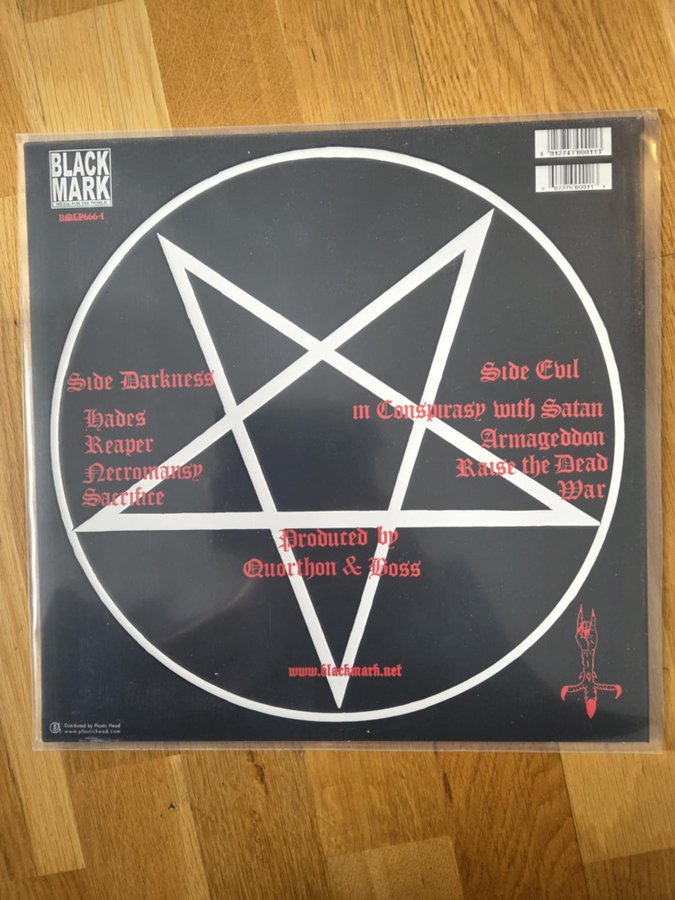 BLACK
MARK
METAL FOR THE WORLD
BMLP666-1
Side Darkness
Hades
Reaper
Necromansy
Sacrifice
Side Evil
in Conspirasy with Satan
Armageddon
Raise the Dead
War
Produced by
Quorthon & Boss
www.blackmark.net
Distributed by Plastic Head
www.plastichead.com